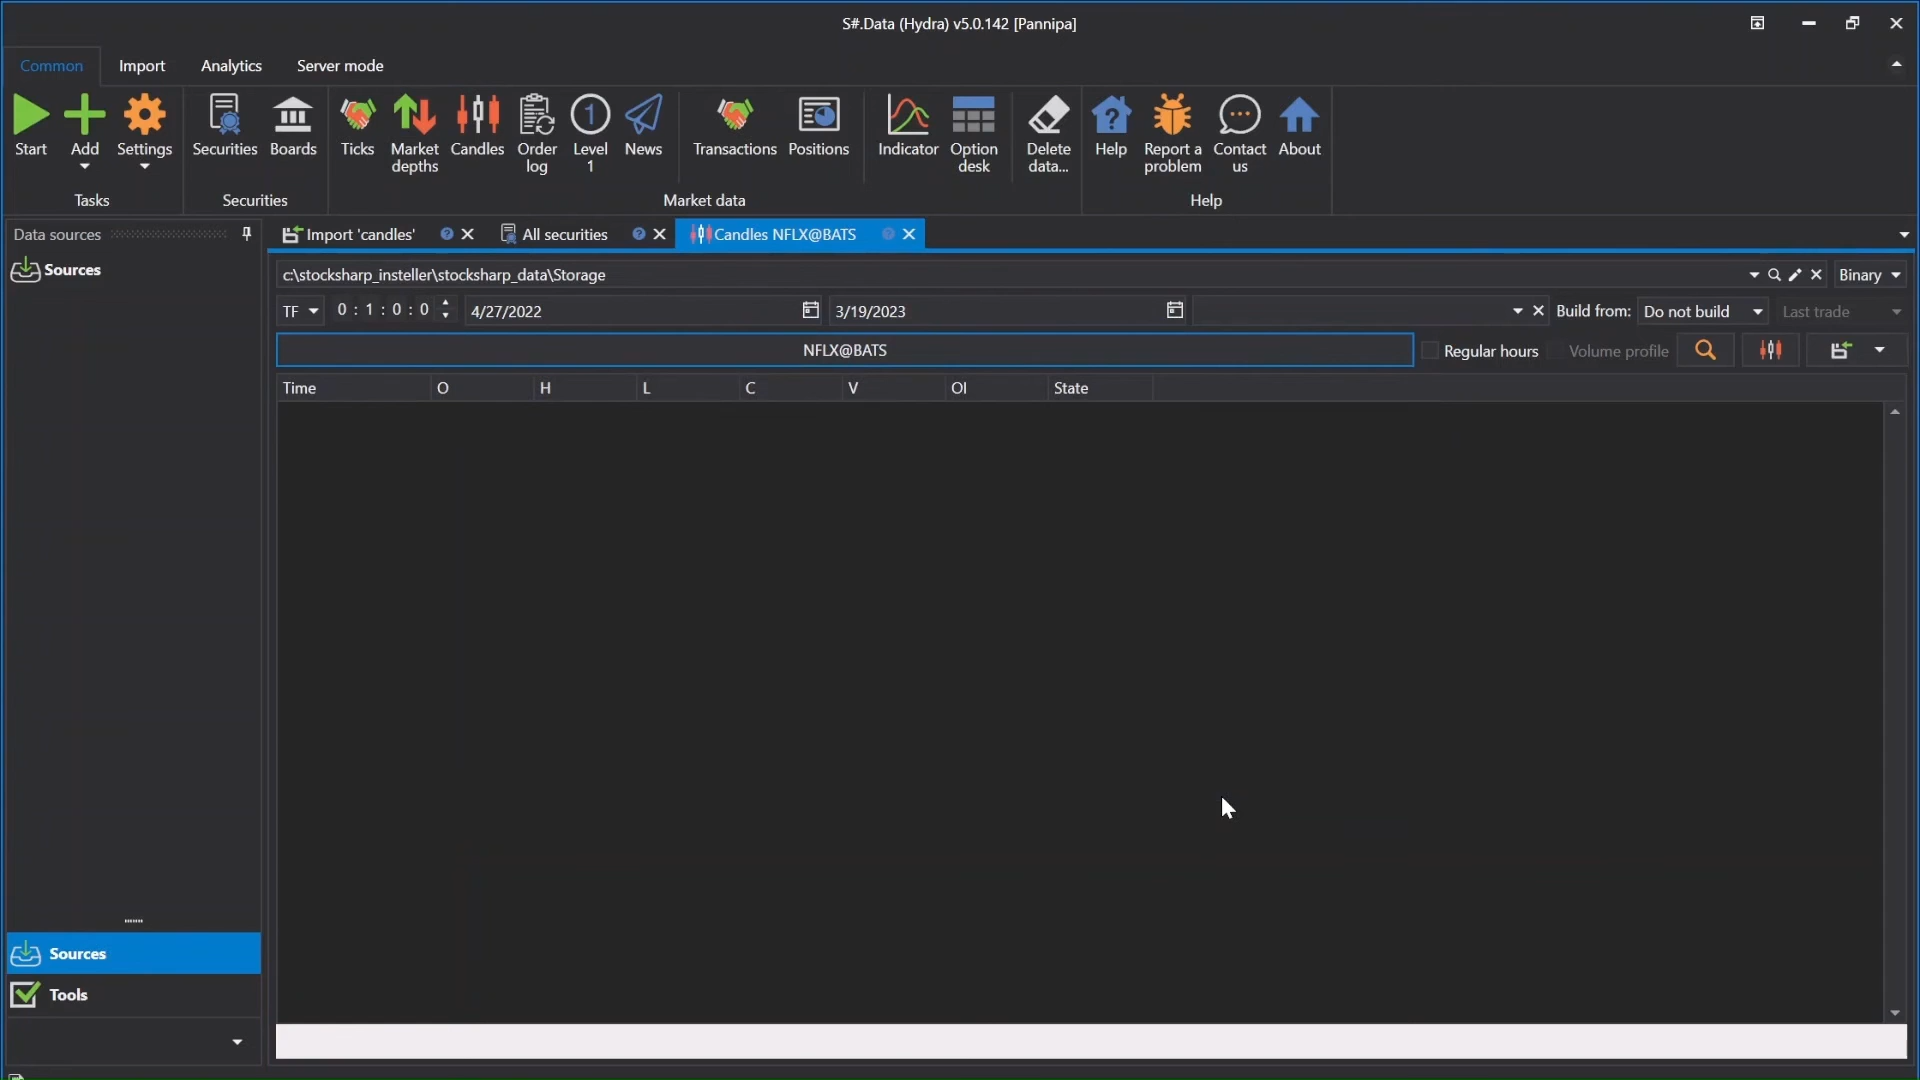 S#.Data (Hydra) v5.0.142 [Pannipa]
Common Import Analytics Server mode
Start Add Settings Securities Boards Ticks Market depths Candles Order log Level 1 News Transactions Positions Indicator Option desk Delete data... Help Report a problem Contact us About
Tasks Securities Market data Help
Data sources Import 'candles' All securities Candles NFLX@BATS
Sources
c:\stocksharp_insteller\stocksharp_data\Storage Binary
TF 0 : 1 : 0 : 0 4/27/2022 3/19/2023 Build from: Do not build Last trade
NFLX@BATS Regular hours Volume profile
Time O H L C V OI State
Sources
Tools